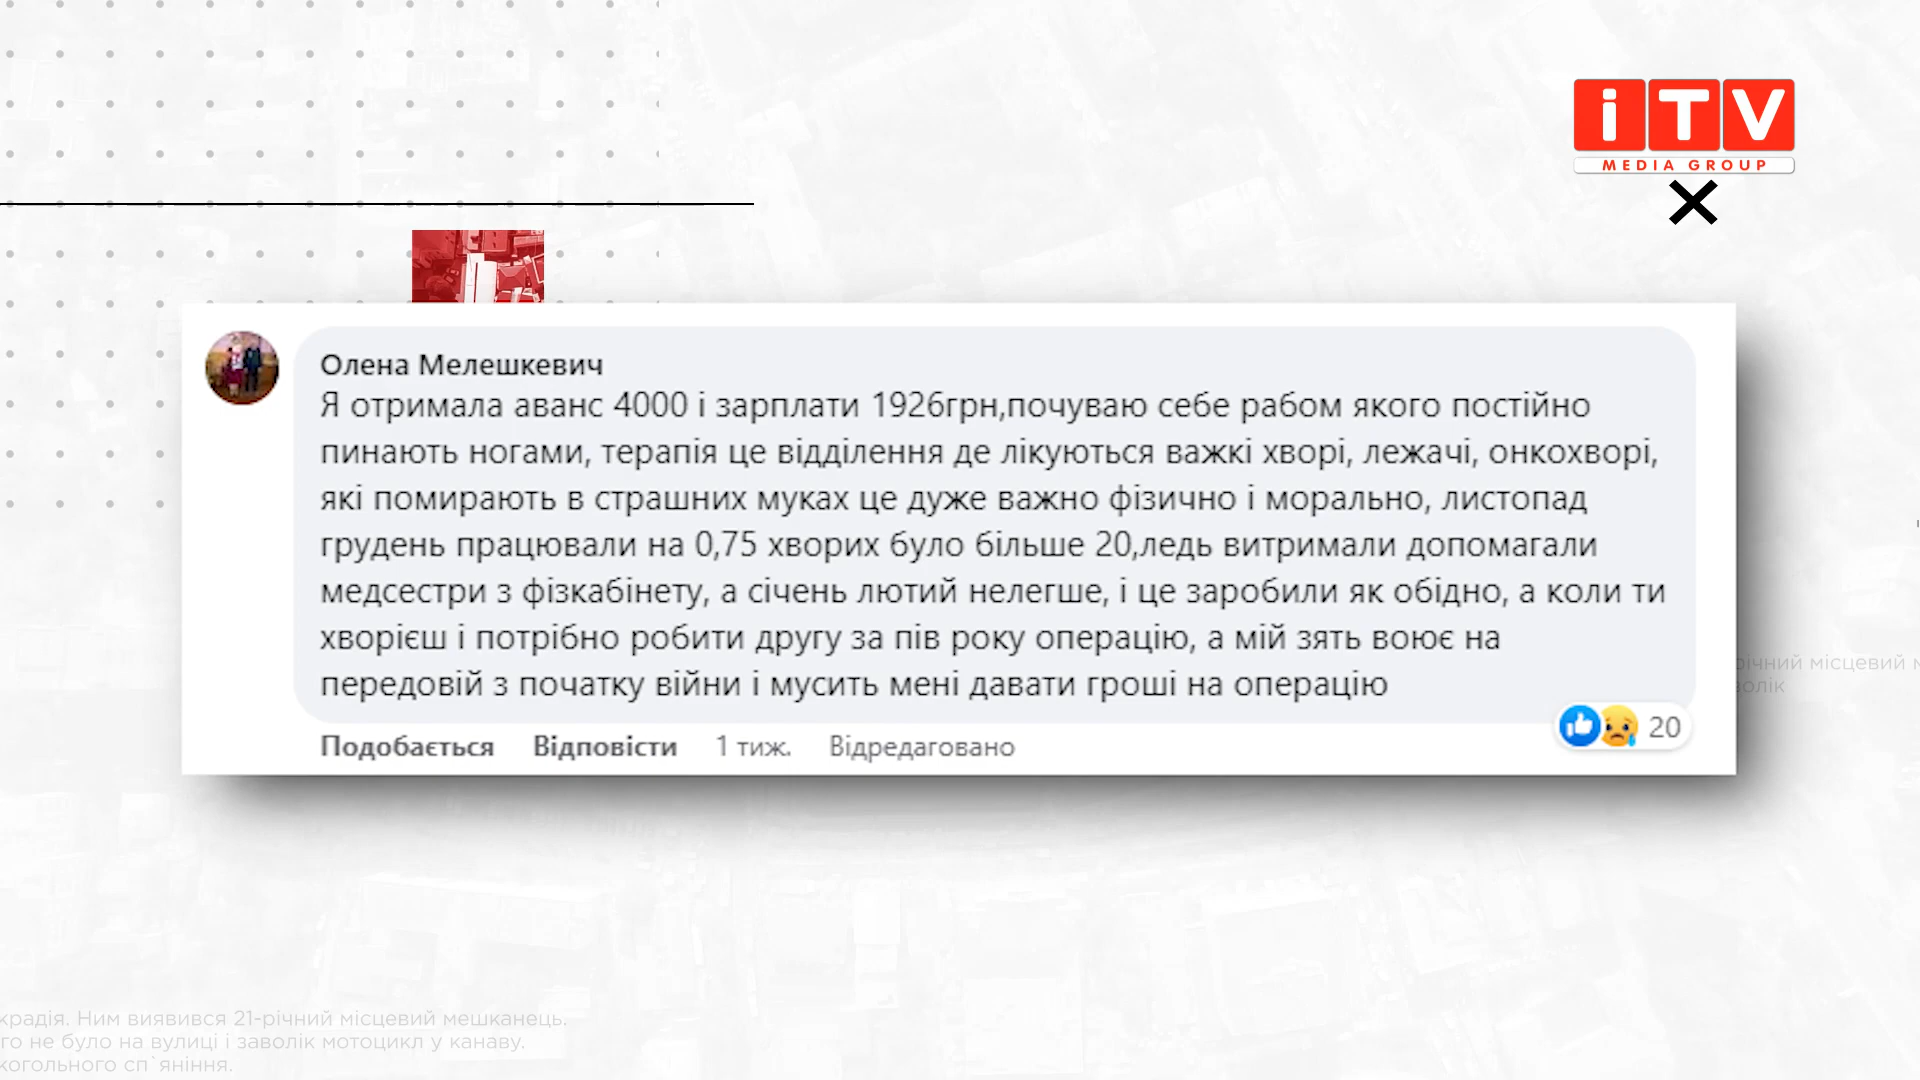 iTV
MEDIA GROUP
Олена Мелешкевич
Я отримала аванс 4000 і зарплати 1926грн,почуваю себе рабом якого постійно
пинають ногами, терапія це відділення де лікуються важкі хворі, лежачі, онкохворі,
які помирають в страшних муках це дуже важно фізично і морально, листопад
грудень працювали на 0,75 хворих було більше 20,ледь витримали допомагали
медсестри з фізкабінету, а січень лютий нелегше, і це заробили як обідно, а коли ти
хворієш і потрібно робити другу за пів року операцію, а мій зять воює на
передовій з початку війни і мусить мені давати гроші на операцію
20
Подобається Відповісти 1 тиж. Відредаговано
річний місцевий
волік
крадія. Ним виявився 21-річний місцевий мешканець.
го не було на вулиці і заволік мотоцикл у канаву.
когольного сп`яніння.